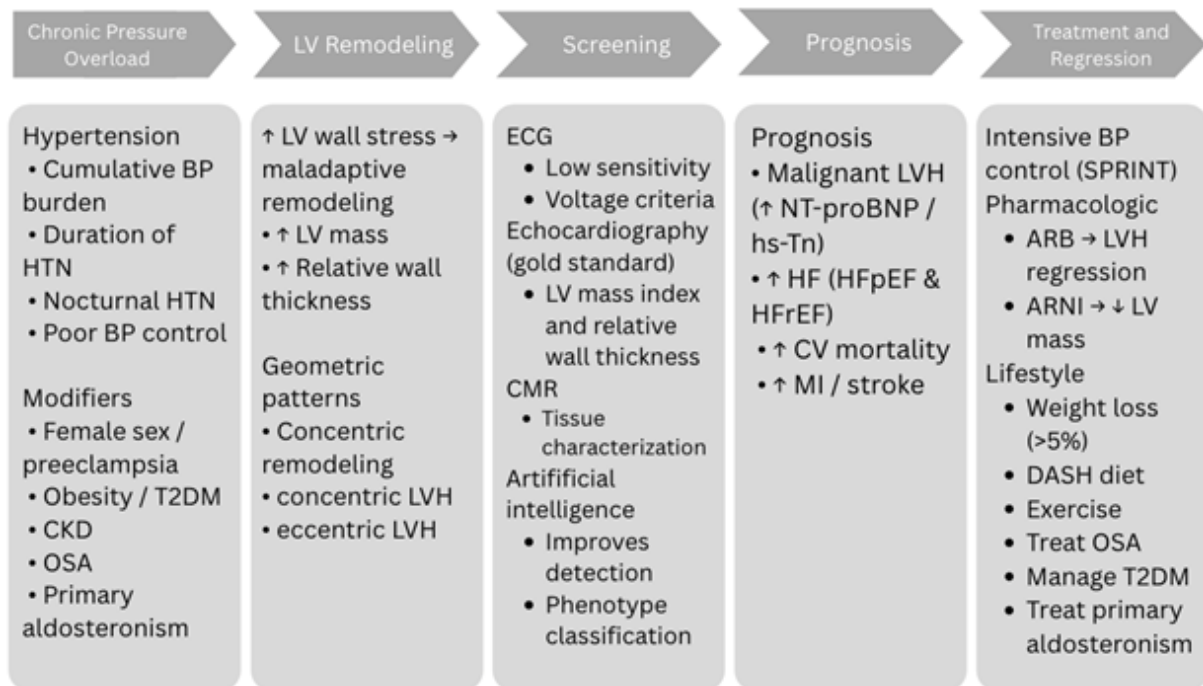 Chronic Pressure
Overload
LV Remodeling
Screening
Prognosis
Treatment and
Regression
Hypertension
• Cumulative BP
burden
• Duration of
HTN
• Nocturnal HTN
• Poor BP control
Modifiers
• Female sex /
preeclampsia
• Obesity / T2DM
• CKD
• OSA
• Primary
aldosteronism
↑ LV wall stress →
maladaptive
remodeling
• ↑ LV mass
• ↑ Relative wall
thickness
Geometric
patterns
• Concentric
remodeling
• concentric LVH
• eccentric LVH
ECG
• Low sensitivity
• Voltage criteria
Echocardiography
(gold standard)
• LV mass index
and relative
wall thickness
CMR
• Tissue
characterization
Artifificial
intelligence
• Improves
detection
• Phenotype
classification
Prognosis
• Malignant LVH
(↑ NT-proBNP /
hs-Tn)
• ↑ HF (HFpEF &
HFrEF)
• ↑ CV mortality
• ↑ MI / stroke
Intensive BP
control (SPRINT)
Pharmacologic
• ARB → LVH
regression
• ARNI → ↓ LV
mass
Lifestyle
• Weight loss
(>5%)
• DASH diet
• Exercise
• Treat OSA
• Manage T2DM
• Treat primary
aldosteronism